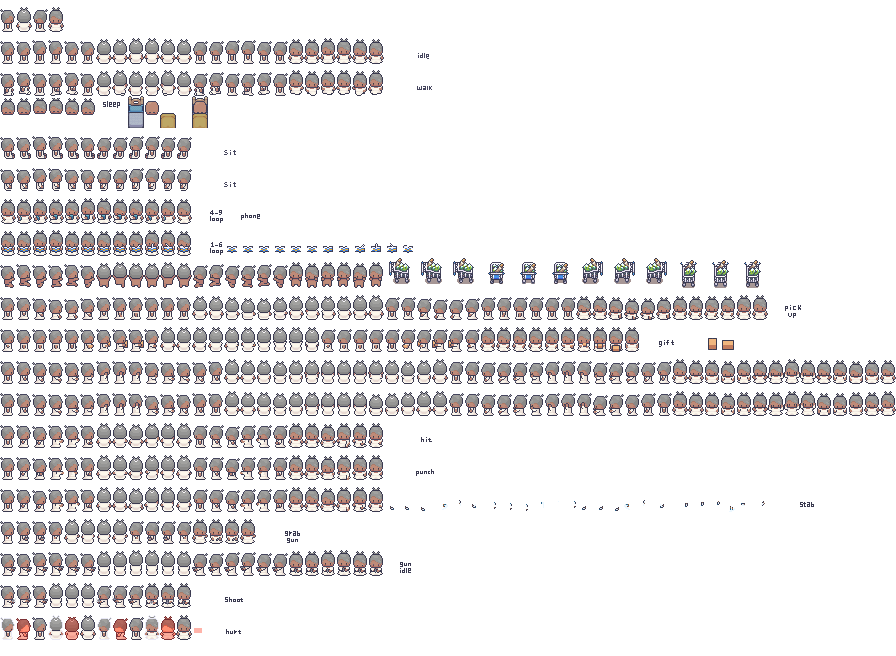 idle
walk
sleep
Sit
Sit
4-9
loop
phone
1-6
loop
pick
up
gift
hit
punch
stab
grab
gun
gun
idle
Shoot
hurt